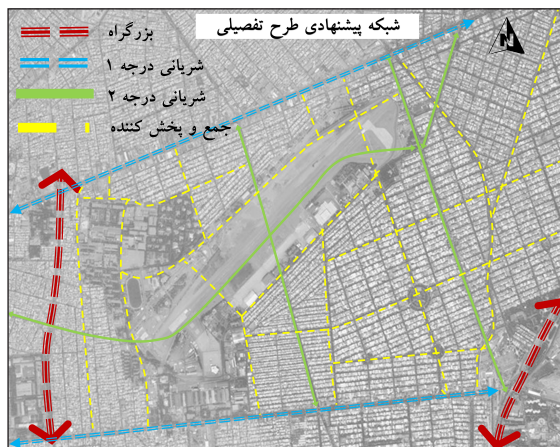 شبکه پیشنهادی طرح تفصیلی
N
بزرگراه
شریانی درجه ۱
شریانی درجه ۲
جمع و پخش کننده